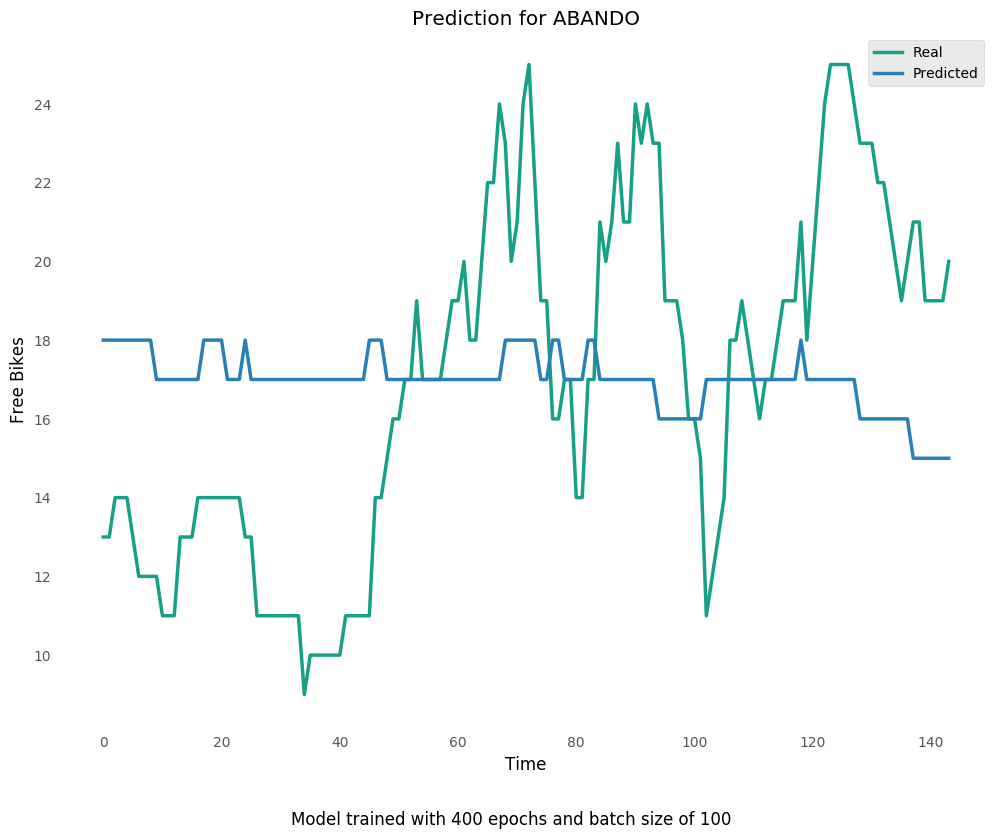 Prediction for ABANDO
Real
Predicted
Free Bikes
24
22
20
18
16
14
12
10
0 20 40 60 80 100 120 140
Time
Model trained with 400 epochs and batch size of 100